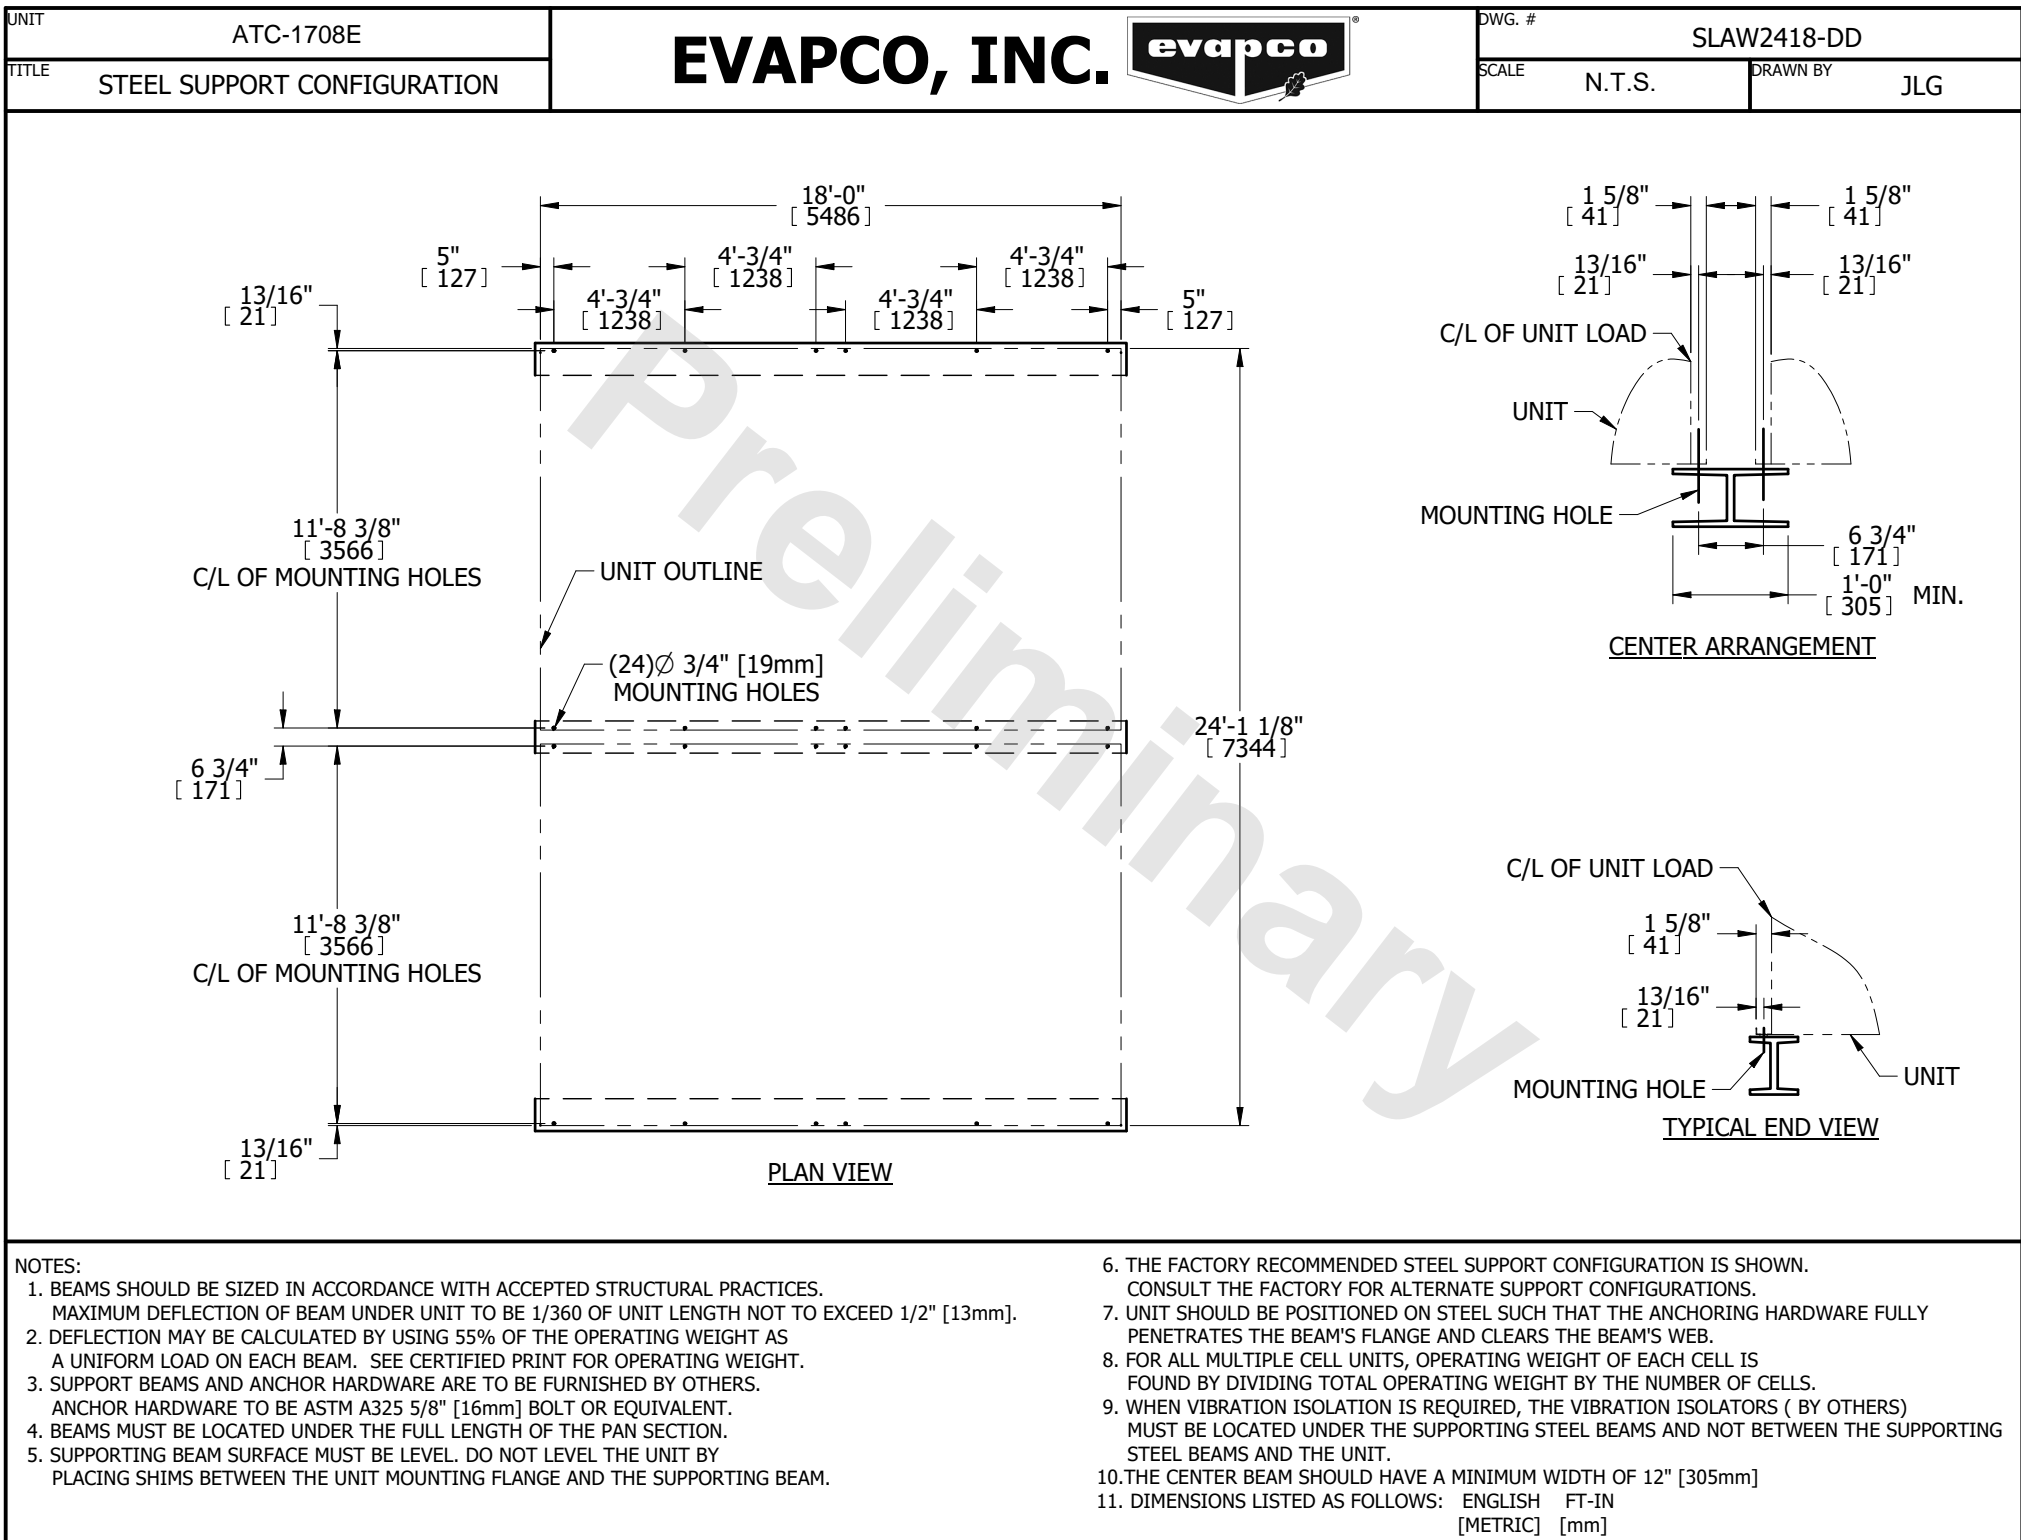 UNIT
ATC-1708E
TITLE
STEEL SUPPORT CONFIGURATION
EVAPCO, INC.
evapco
®
DWG. #
SLAW2418-DD
SCALE
N.T.S.
DRAWN BY
JLG
18'-0"
[ 5486 ]
5"
[ 127 ]
4'-3/4"
[ 1238 ]
4'-3/4"
[ 1238 ]
13/16"
[ 21 ]
4'-3/4"
[ 1238 ]
4'-3/4"
[ 1238 ]
5"
[ 127 ]
11'-8 3/8"
[ 3566 ]
C/L OF MOUNTING HOLES
UNIT OUTLINE
(24)∅ 3/4" [19mm]
MOUNTING HOLES
6 3/4"
[ 171 ]
24'-1 1/8"
[ 7344 ]
11'-8 3/8"
[ 3566 ]
C/L OF MOUNTING HOLES
13/16"
[ 21 ]
PLAN VIEW
Preliminary
1 5/8"
[ 41 ]
1 5/8"
[ 41 ]
13/16"
[ 21 ]
13/16"
[ 21 ]
C/L OF UNIT LOAD
UNIT
MOUNTING HOLE
6 3/4"
[ 171 ]
1'-0"
[ 305 ] MIN.
CENTER ARRANGEMENT
C/L OF UNIT LOAD
1 5/8"
[ 41 ]
13/16"
[ 21 ]
MOUNTING HOLE
UNIT
TYPICAL END VIEW
NOTES:
1. BEAMS SHOULD BE SIZED IN ACCORDANCE WITH ACCEPTED STRUCTURAL PRACTICES.
MAXIMUM DEFLECTION OF BEAM UNDER UNIT TO BE 1/360 OF UNIT LENGTH NOT TO EXCEED 1/2" [13mm].
2. DEFLECTION MAY BE CALCULATED BY USING 55% OF THE OPERATING WEIGHT AS
A UNIFORM LOAD ON EACH BEAM. SEE CERTIFIED PRINT FOR OPERATING WEIGHT.
3. SUPPORT BEAMS AND ANCHOR HARDWARE ARE TO BE FURNISHED BY OTHERS.
ANCHOR HARDWARE TO BE ASTM A325 5/8" [16mm] BOLT OR EQUIVALENT.
4. BEAMS MUST BE LOCATED UNDER THE FULL LENGTH OF THE PAN SECTION.
5. SUPPORTING BEAM SURFACE MUST BE LEVEL. DO NOT LEVEL THE UNIT BY
PLACING SHIMS BETWEEN THE UNIT MOUNTING FLANGE AND THE SUPPORTING BEAM.
6. THE FACTORY RECOMMENDED STEEL SUPPORT CONFIGURATION IS SHOWN.
CONSULT THE FACTORY FOR ALTERNATE SUPPORT CONFIGURATIONS.
7. UNIT SHOULD BE POSITIONED ON STEEL SUCH THAT THE ANCHORING HARDWARE FULLY
PENETRATES THE BEAM'S FLANGE AND CLEARS THE BEAM'S WEB.
8. FOR ALL MULTIPLE CELL UNITS, OPERATING WEIGHT OF EACH CELL IS
FOUND BY DIVIDING TOTAL OPERATING WEIGHT BY THE NUMBER OF CELLS.
9. WHEN VIBRATION ISOLATION IS REQUIRED, THE VIBRATION ISOLATORS ( BY OTHERS)
MUST BE LOCATED UNDER THE SUPPORTING STEEL BEAMS AND NOT BETWEEN THE SUPPORTING
STEEL BEAMS AND THE UNIT.
10.THE CENTER BEAM SHOULD HAVE A MINIMUM WIDTH OF 12" [305mm]
11. DIMENSIONS LISTED AS FOLLOWS: ENGLISH FT-IN
[METRIC] [mm]